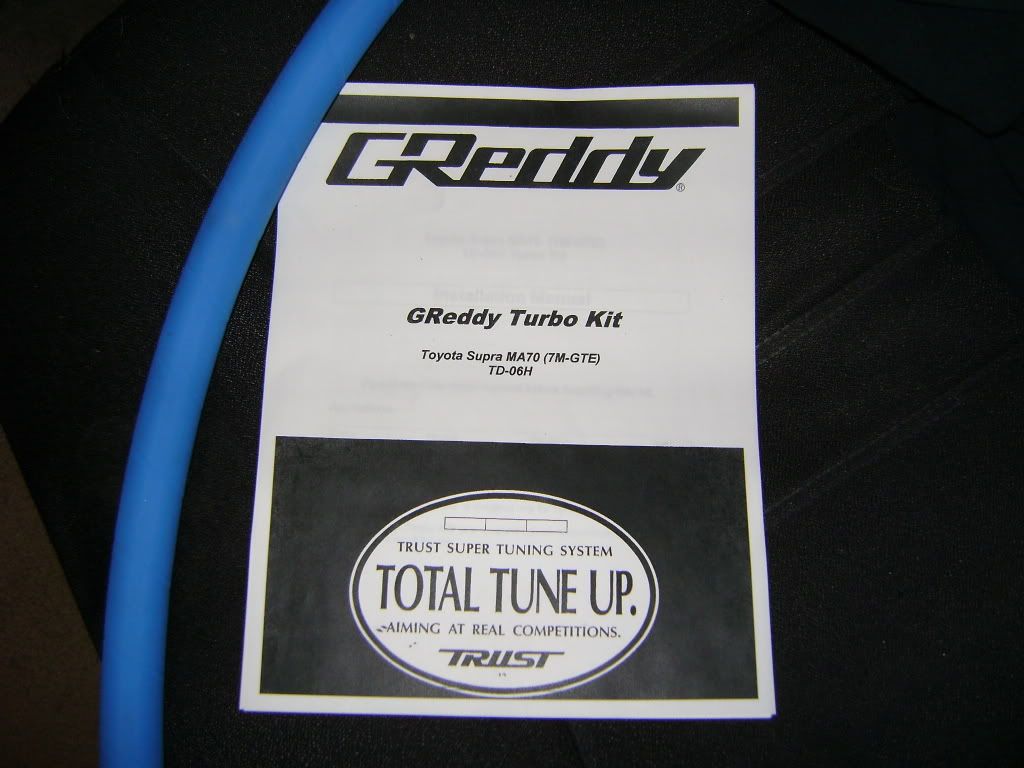 GReddy®
GReddy Turbo Kit
Toyota Supra MA70 (7M-GTE)
TD-06H
TRUST SUPER TUNING SYSTEM
TOTAL TUNE UP.
AIMING AT REAL COMPETITIONS.
TRUST